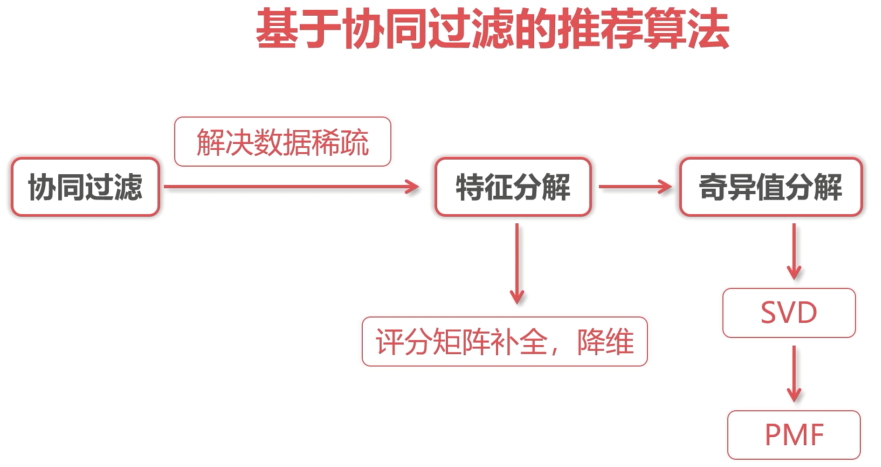 基于协同过滤的推荐算法
解决数据稀疏
协同过滤
特征分解
奇异值分解
评分矩阵补全，降维
SVD
PMF